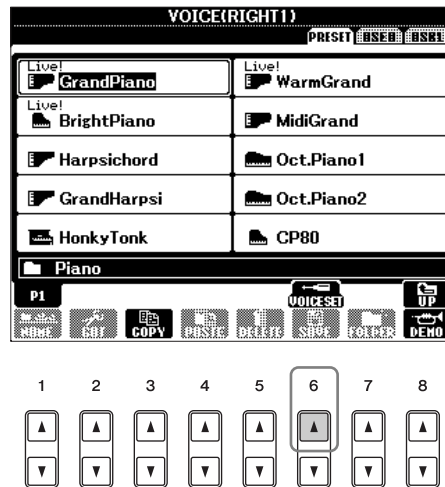 VOICE(RIGHT1)
PRESET USER USB1
Live! Live!
GrandPiano WarmGrand
Live!
BrightPiano MidiGrand
Harpsichord Oct.Piano1
GrandHarpsi Oct.Piano2
HonkyTonk CP80
Piano
P1 VOICESET UP
NAME CUT COPY PASTE DELETE SAVE FOLDER DEMO
1 2 3 4 5 6 7 8